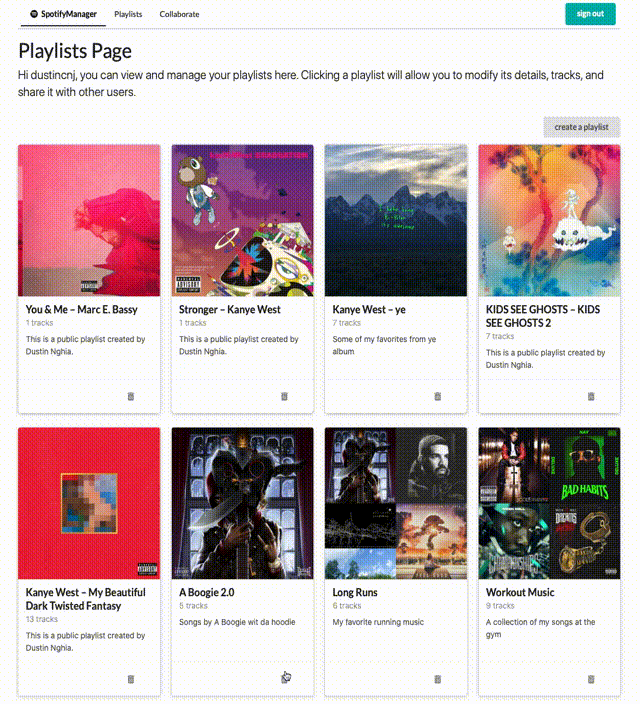 SpotifyManager
Playlists
Collaborate
sign out
Playlists Page
Hi dustincnj, you can view and manage your playlists here. Clicking a playlist will allow you to modify its details, tracks, and
share it with other users.
create a playlist
You & Me – Marc E. Bassy
1 tracks
This is a public playlist created by
Dustin Nghia.
Stronger – Kanye West
1 tracks
This is a public playlist created by
Dustin Nghia.
Kanye West – ye
7 tracks
Some of my favorites from ye
album
KIDS SEE GHOSTS – KIDS
SEE GHOSTS 2
7 tracks
This is a public playlist created by
Dustin Nghia.
Kanye West – My Beautiful
Dark Twisted Fantasy
13 tracks
This is a public playlist created by
Dustin Nghia.
A Boogie 2.0
5 tracks
Songs by A Boogie wit da hoodie
Long Runs
6 tracks
My favorite running music
BAD HABITS
Workout Music
9 tracks
A collection of my songs at the
gym